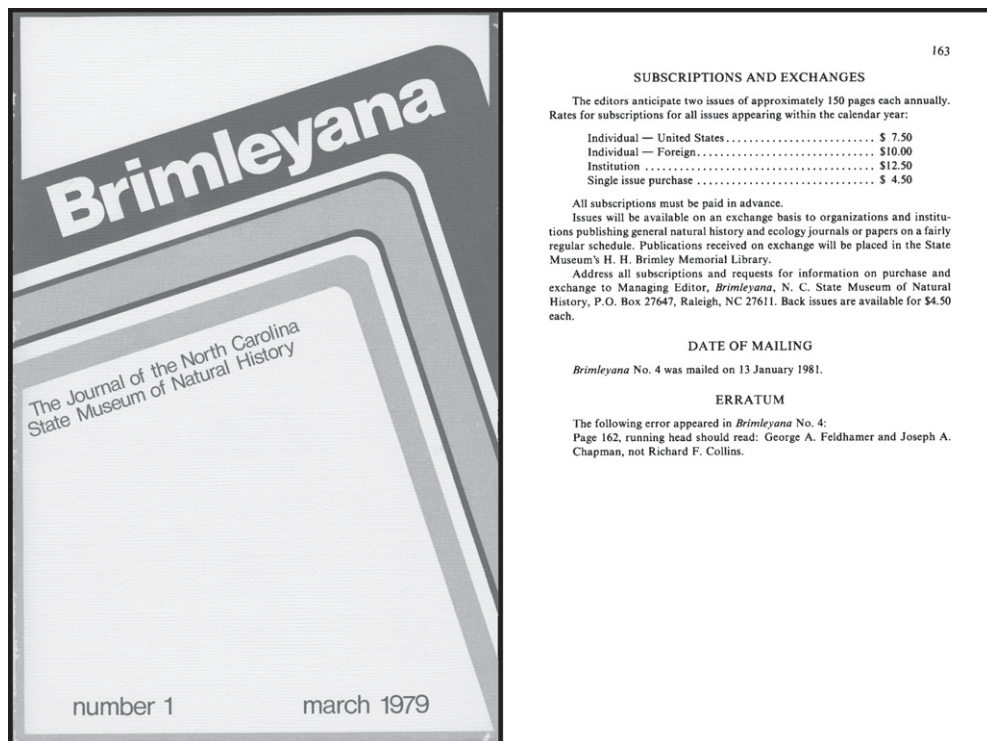 Brimleyana
The Journal of the North Carolina
State Museum of Natural History
number 1
march 1979
163
SUBSCRIPTIONS AND EXCHANGES
The editors anticipate two issues of approximately 150 pages each annually.
Rates for subscriptions for all issues appearing within the calendar year:
Individual — United States.......................... $ 7.50
Individual — Foreign............................... $10.00
Institution ........................................ $12.50
Single issue purchase ............................... $ 4.50
All subscriptions must be paid in advance.
Issues will be available on an exchange basis to organizations and institu-
tions publishing general natural history and ecology journals or papers on a fairly
regular schedule. Publications received on exchange will be placed in the State
Museum's H. H. Brimley Memorial Library.
Address all subscriptions and requests for information on purchase and
exchange to Managing Editor, Brimleyana, N. C. State Museum of Natural
History, P.O. Box 27647, Raleigh, NC 27611. Back issues are available for $4.50
each.
DATE OF MAILING
Brimleyana No. 4 was mailed on 13 January 1981.
ERRATUM
The following error appeared in Brimleyana No. 4:
Page 162, running head should read: George A. Feldhamer and Joseph A.
Chapman, not Richard F. Collins.